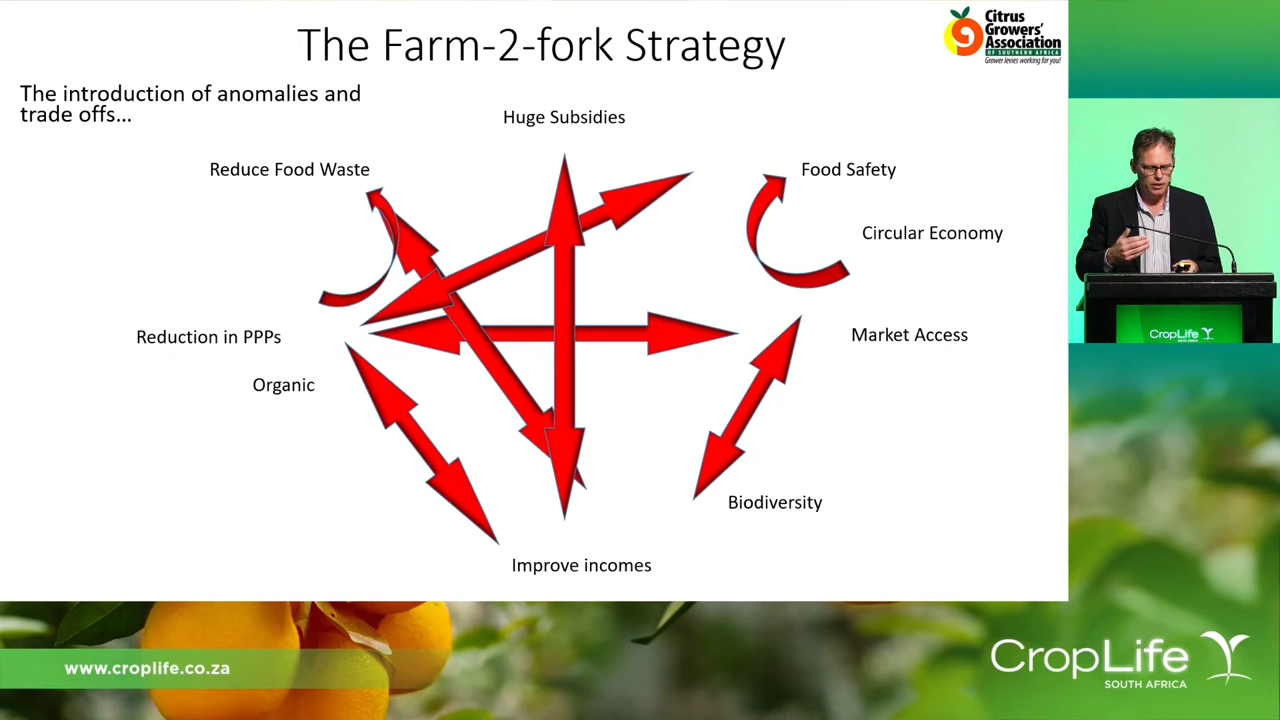 The Farm-2-fork Strategy
Citrus
Growers'
Association
OF SOUTHERN AFRICA
Grower levies working for you!
The introduction of anomalies and
trade offs...
Huge Subsidies
Reduce Food Waste
Food Safety
Circular Economy
Reduction in PPPs
Market Access
Organic
Biodiversity
Improve incomes
CropLife
SOUTH AFRICA
www.croplife.co.za
CropLife
SOUTH AFRICA